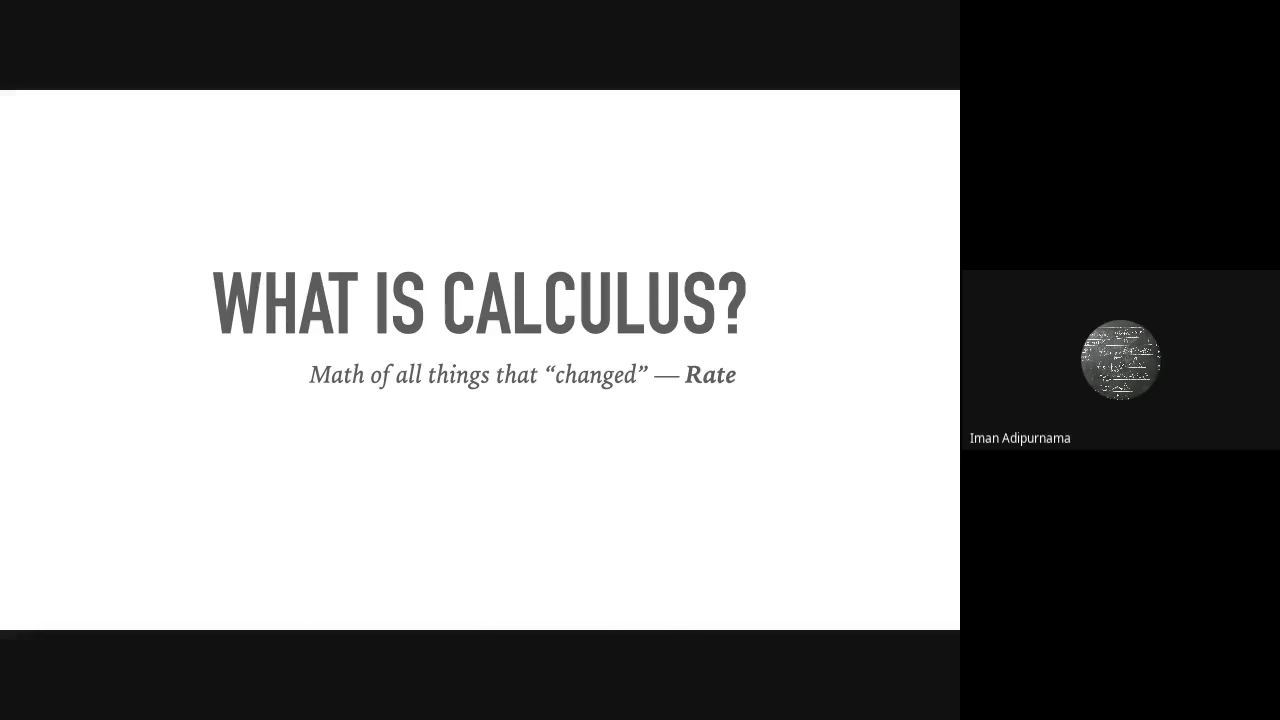 WHAT IS CALCULUS?
Math of all things that “changed” — Rate
Iman Adipurnama